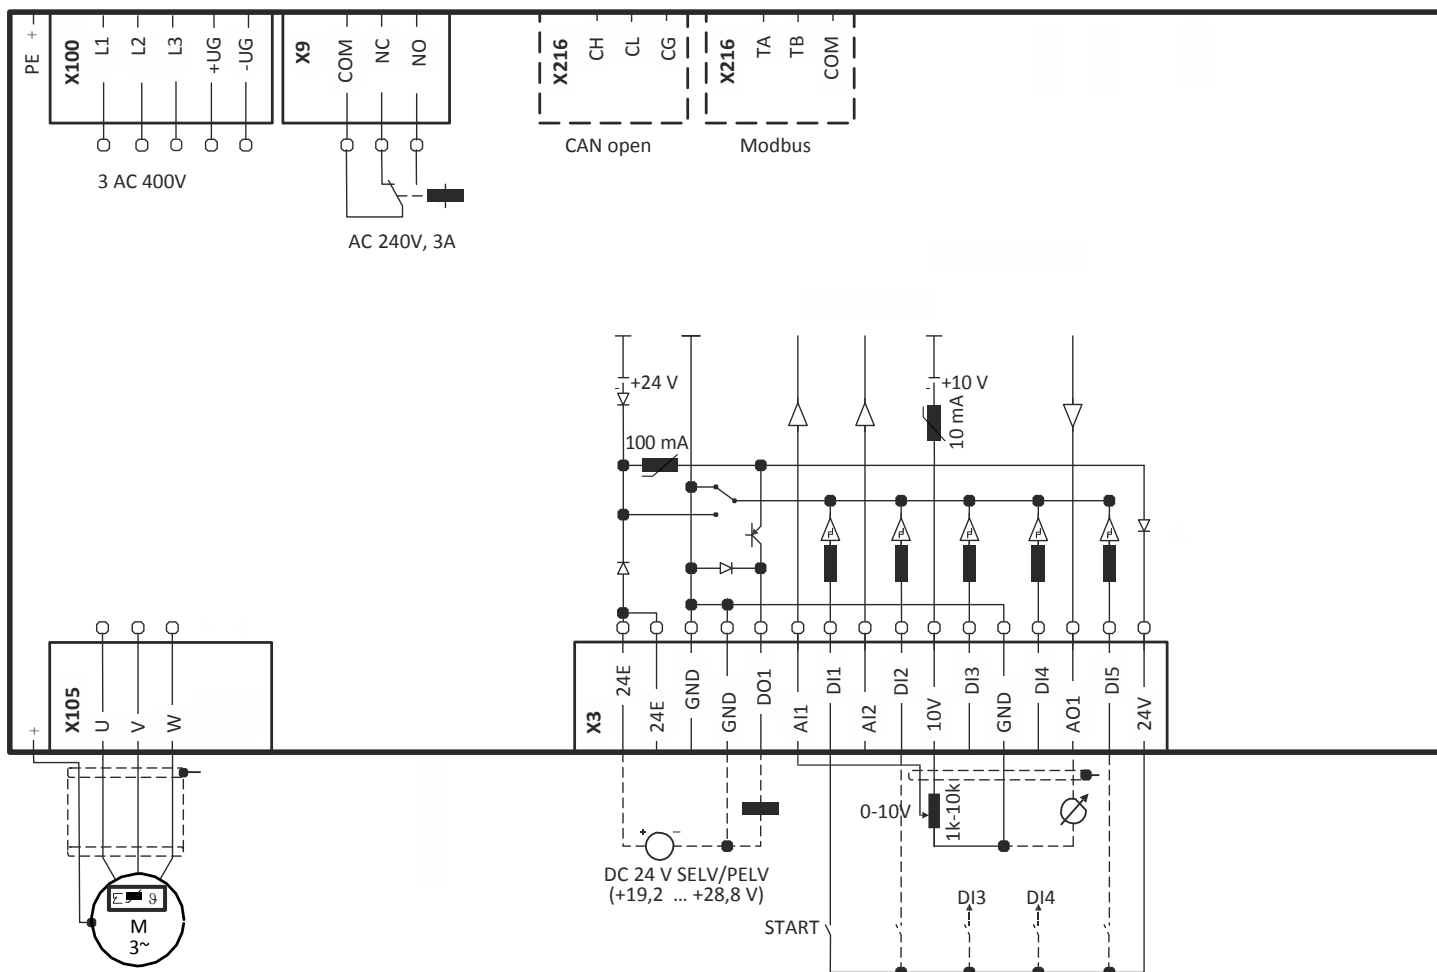 PE
X100
L1
L2
L3
+UG
-UG
X9
COM
NC
NO
X216
CH
CL
CG
X216
TA
TB
COM
3 AC 400V
CAN open
Modbus
AC 240V, 3A
+24 V
+10 V
10 mA
100 mA
X105
U
V
W
X3
24E
24E
GND
GND
DO1
AI1
DI1
AI2
DI2
10V
DI3
GND
DI4
AO1
DI5
24V
0-10V
1k-10k
DC 24 V SELV/PELV
(+19,2 ... +28,8 V)
START
DI3
DI4
ϑ
M
3~